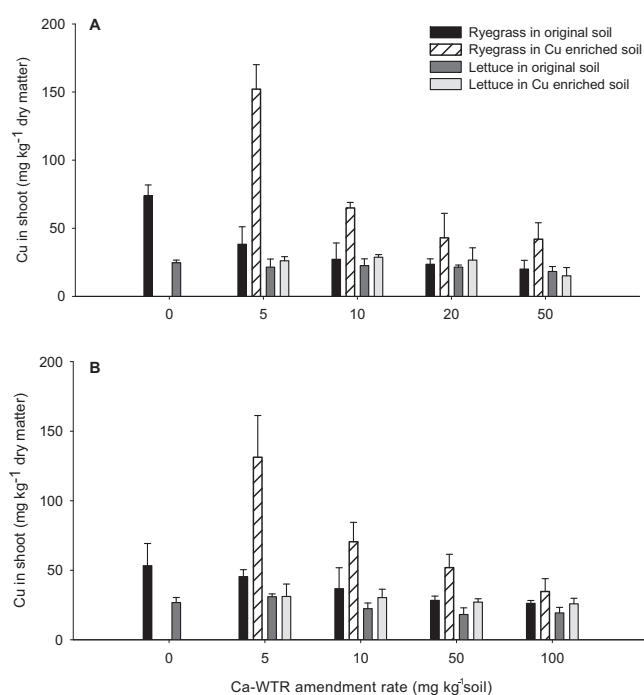 A
Ryegrass in original soil
Ryegrass in Cu enriched soil
Lettuce in original soil
Lettuce in Cu enriched soil
Cu in shoot (mg kg⁻¹ dry matter)
200
150
100
50
0
0 5 10 20 50
B
Cu in shoot (mg kg⁻¹ dry matter)
200
150
100
50
0
0 5 10 50 100
Ca-WTR amendment rate (mg kg⁻¹soil)